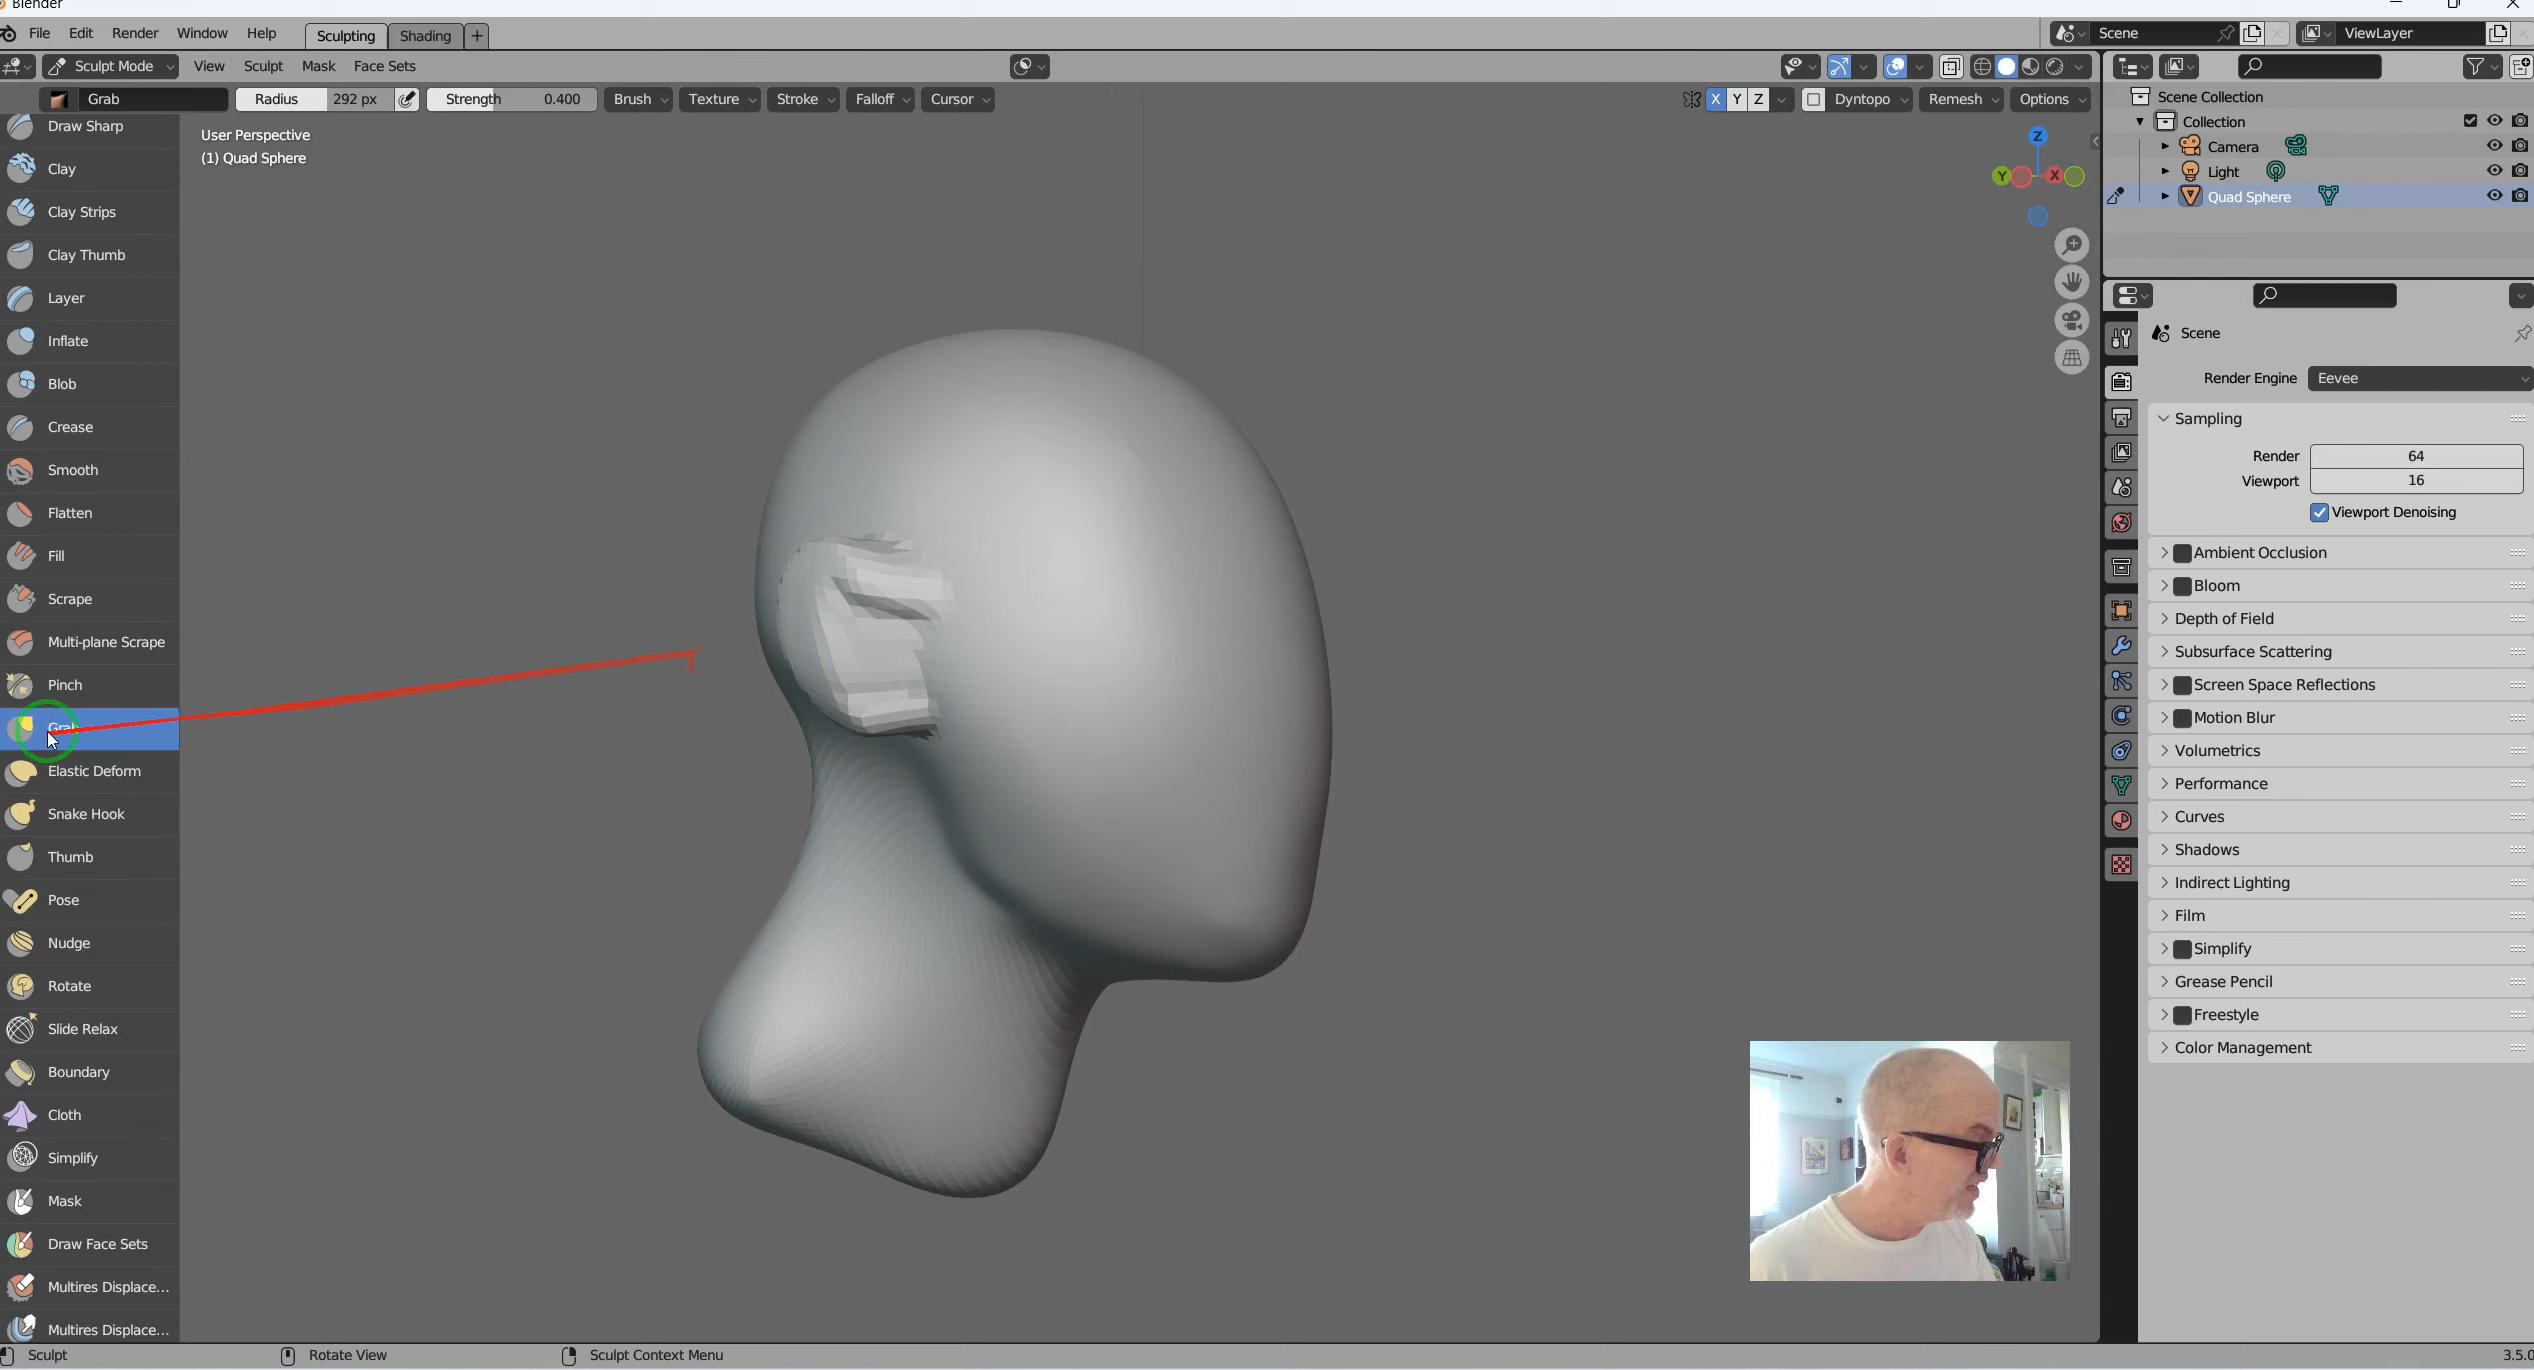 Blender
File Edit Render Window Help Sculpting Shading + Scene ViewLayer
Sculpt Mode View Sculpt Mask Face Sets
Grab Radius 292 px Strength 0.400 Brush Texture Stroke Falloff Cursor X Y Z Dyntopo Remesh Options
Draw Sharp
Clay
Clay Strips
Clay Thumb
Layer
Inflate
Blob
Crease
Smooth
Flatten
Fill
Scrape
Multi-plane Scrape
Pinch
Grab
Elastic Deform
Snake Hook
Thumb
Pose
Nudge
Rotate
Slide Relax
Boundary
Cloth
Simplify
Mask
Draw Face Sets
Multires Displace...
Multires Displace...
User Perspective
(1) Quad Sphere
Z
Y X
Scene Collection
Collection
Camera
Light
Quad Sphere
Scene
Render Engine Eevee
Sampling
Render 64
Viewport 16
Viewport Denoising
Ambient Occlusion
Bloom
Depth of Field
Subsurface Scattering
Screen Space Reflections
Motion Blur
Volumetrics
Performance
Curves
Shadows
Indirect Lighting
Film
Simplify
Grease Pencil
Freestyle
Color Management
Sculpt Rotate View Sculpt Context Menu 3.5.0